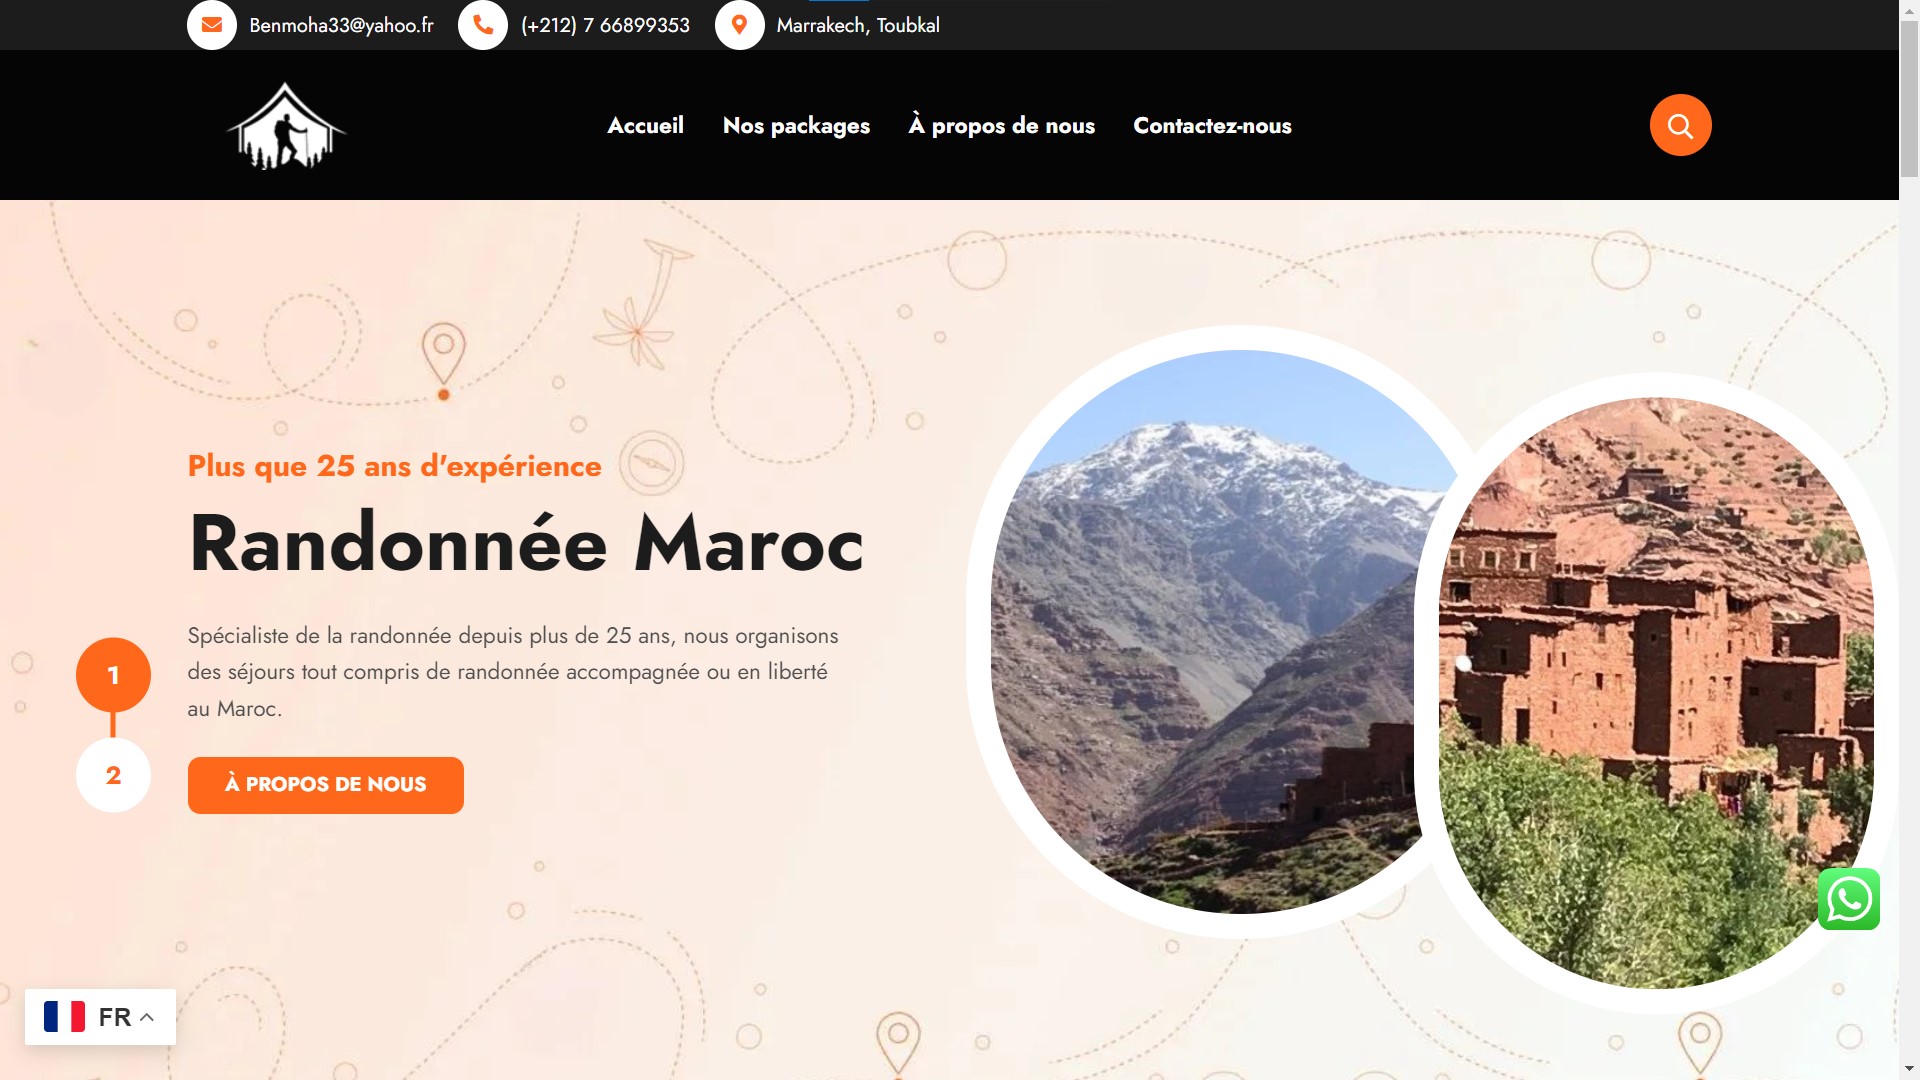 Benmoha33@yahoo.fr
(+212) 7 66899353
Marrakech, Toubkal
Accueil
Nos packages
À propos de nous
Contactez-nous
Plus que 25 ans d'expérience
Randonnée Maroc
Spécialiste de la randonnée depuis plus de 25 ans, nous organisons
des séjours tout compris de randonnée accompagnée ou en liberté
au Maroc.
1
2
À PROPOS DE NOUS
FR